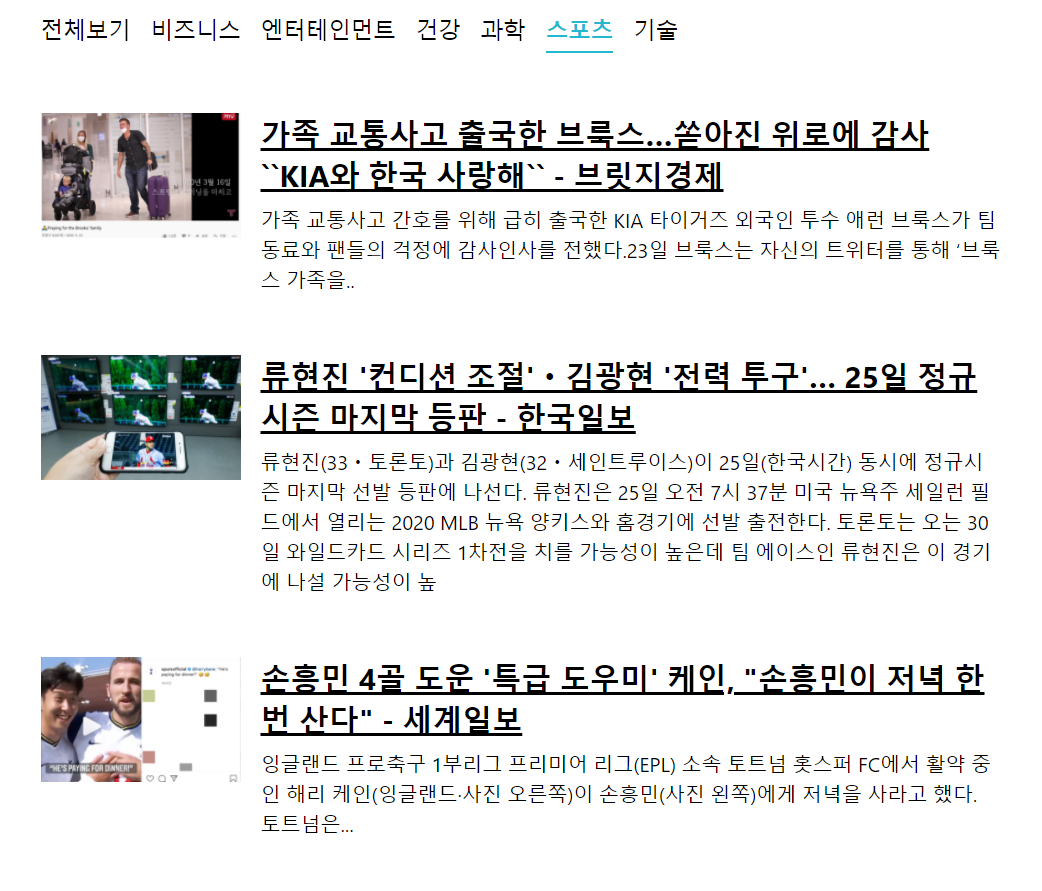 전체보기 비즈니스 엔터테인먼트 건강 과학 스포츠 기술
가족 교통사고 출국한 브룩스...쏟아진 위로에 감사
``KIA와 한국 사랑해`` - 브릿지경제
가족 교통사고 간호를 위해 급히 출국한 KIA 타이거즈 외국인 투수 애런 브룩스가 팀
동료와 팬들의 걱정에 감사인사를 전했다.23일 브룩스는 자신의 트위터를 통해 ‘브룩
스 가족을..
류현진 '컨디션 조절'・김광현 '전력 투구'... 25일 정규
시즌 마지막 등판 - 한국일보
류현진(33・토론토)과 김광현(32・세인트루이스)이 25일(한국시간) 동시에 정규시
즌 마지막 선발 등판에 나선다. 류현진은 25일 오전 7시 37분 미국 뉴욕주 세일런 필
드에서 열리는 2020 MLB 뉴욕 양키스와 홈경기에 선발 출전한다. 토론토는 오는 30
일 와일드카드 시리즈 1차전을 치를 가능성이 높은데 팀 에이스인 류현진은 이 경기
에 나설 가능성이 높
손흥민 4골 도운 '특급 도우미' 케인, "손흥민이 저녁 한
번 산다" - 세계일보
"HE'S PAYING FOR DINNER!"
잉글랜드 프로축구 1부리그 프리미어 리그(EPL) 소속 토트넘 홋스퍼 FC에서 활약 중
인 해리 케인(잉글랜드·사진 오른쪽)이 손흥민(사진 왼쪽)에게 저녁을 사라고 했다.
토트넘은...